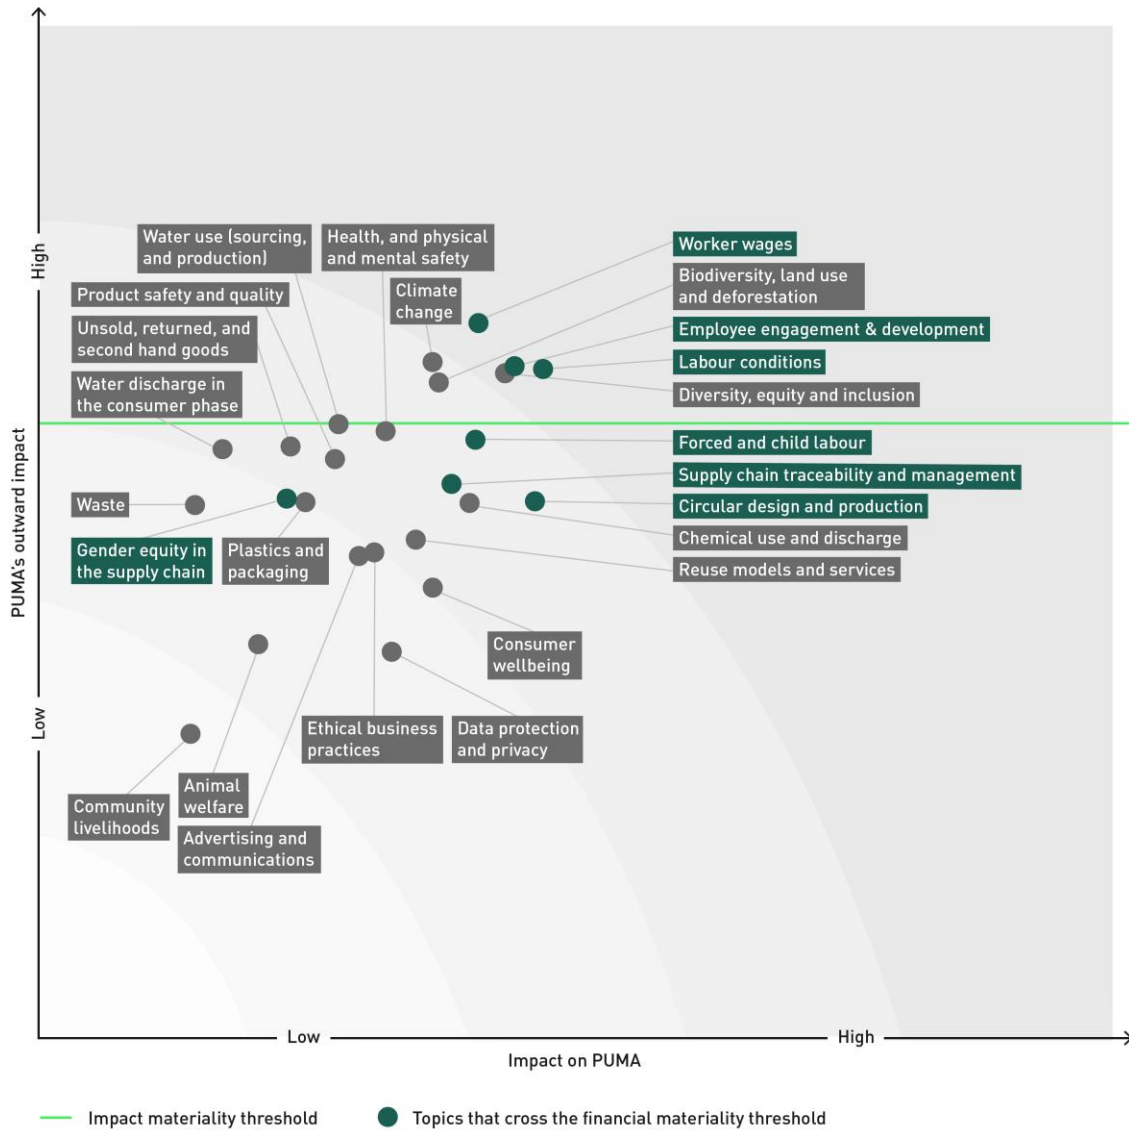 High
PUMA's outward impact
Low
Water use (sourcing,
and production)
Health, and physical
and mental safety
Product safety and quality
Climate
change
Unsold, returned, and
second hand goods
Water discharge in
the consumer phase
Worker wages
Biodiversity, land use
and deforestation
Employee engagement & development
Labour conditions
Diversity, equity and inclusion
Forced and child labour
Supply chain traceability and management
Circular design and production
Chemical use and discharge
Reuse models and services
Waste
Gender equity in
the supply chain
Plastics and
packaging
Consumer
wellbeing
Ethical business
practices
Data protection
and privacy
Animal
welfare
Community
livelihoods
Advertising and
communications
Low
High
Impact on PUMA
Impact materiality threshold
Topics that cross the financial materiality threshold